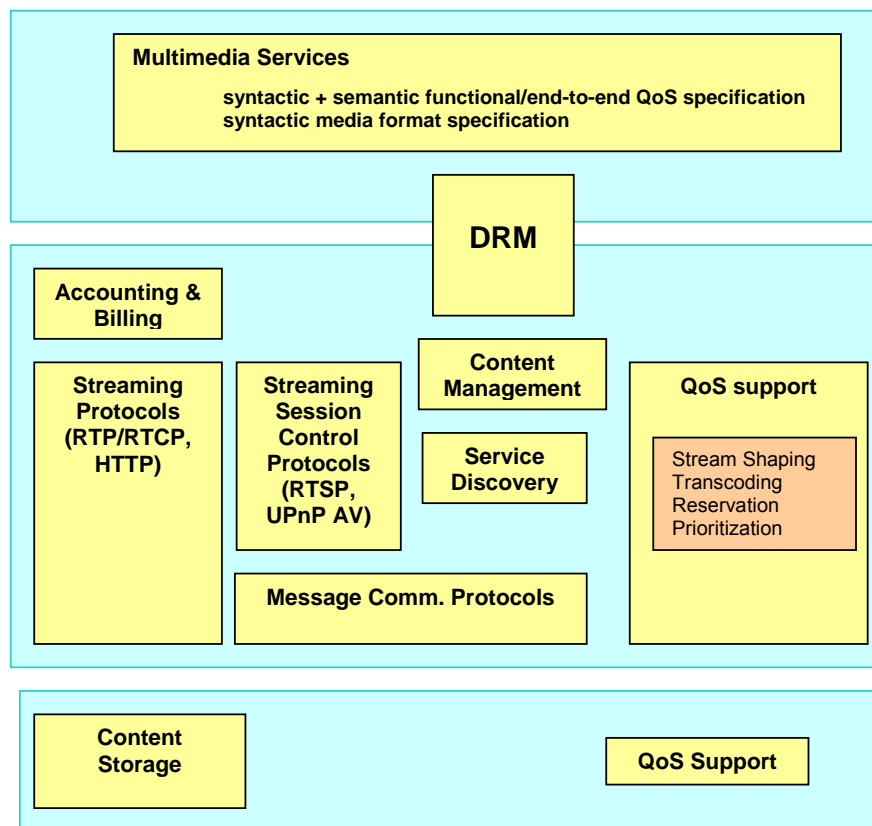 Multimedia Services
syntactic + semantic functional/end-to-end QoS specification
syntactic media format specification
DRM
Accounting &
Billing
Streaming
Protocols
(RTP/RTCP,
HTTP)
Streaming
Session
Control
Protocols
(RTSP,
UPnP AV)
Content
Management
Service
Discovery
Message Comm. Protocols
QoS support
Stream Shaping
Transcoding
Reservation
Prioritization
Content
Storage
QoS Support